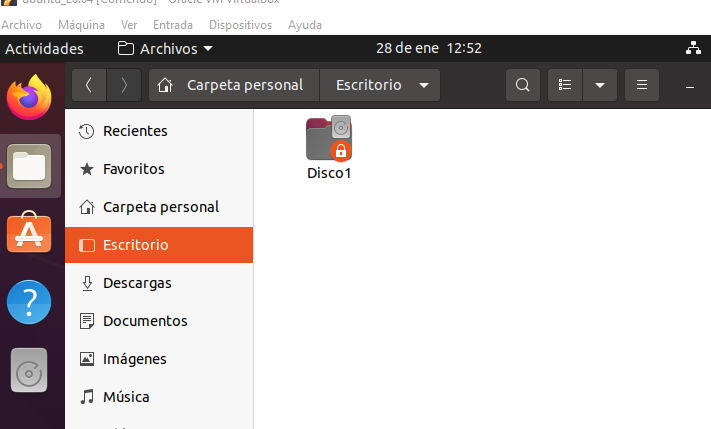 ubuntu_20.04 [Corriendo] - Oracle VM VirtualBox
Archivo Máquina Ver Entrada Dispositivos Ayuda
Actividades Archivos 28 de ene 12:52
Carpeta personal Escritorio
Recientes
Favoritos
Carpeta personal
Escritorio
Descargas
Documentos
Imágenes
Música
Disco1